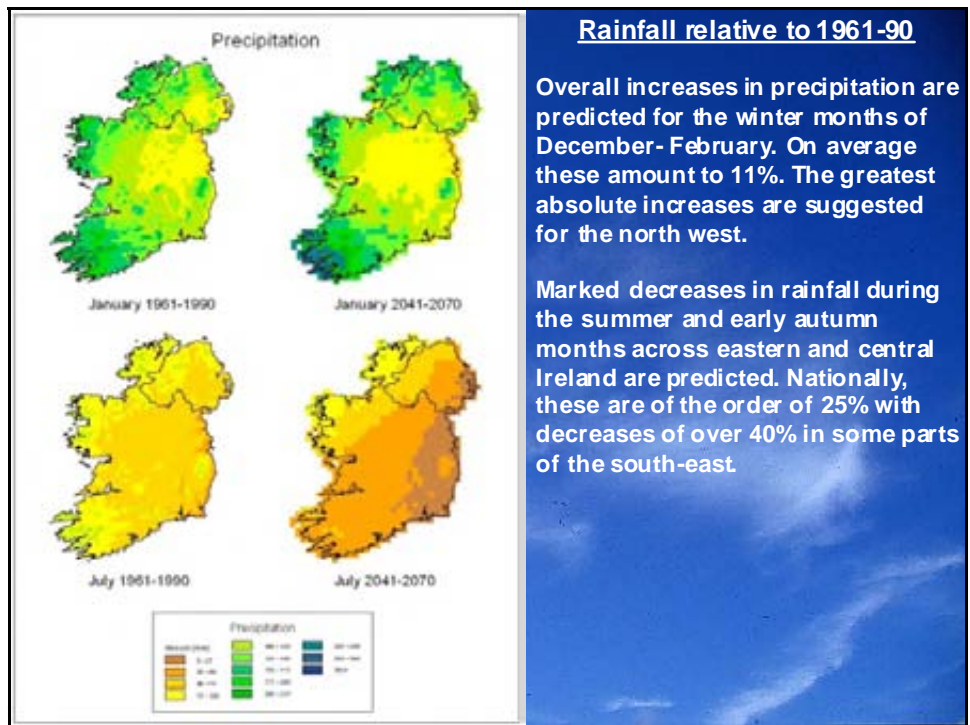 Precipitation
January 1961-1990
January 2041-2070
July 1961-1990
July 2041-2070
Precipitation
Rainfall relative to 1961-90
Overall increases in precipitation are
predicted for the winter months of
December- February. On average
these amount to 11%. The greatest
absolute increases are suggested
for the north west.
Marked decreases in rainfall during
the summer and early autumn
months across eastern and central
Ireland are predicted. Nationally,
these are of the order of 25% with
decreases of over 40% in some parts
of the south-east.